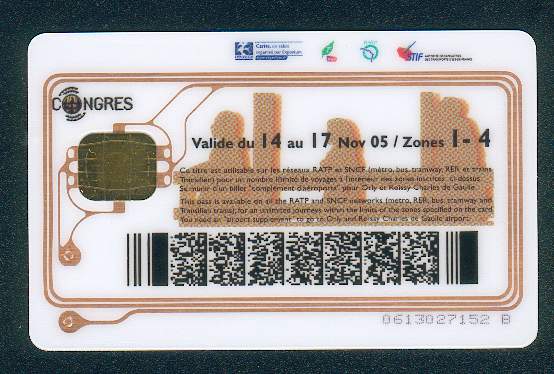 STIF
CONGRES
Valide du 14 au 17 Nov 05 / Zones 1-4
Ce titre est utilisable sur les réseaux RATP et SNCF (métro, bus, tramway, RER et trains
Transilien) pour un nombre illimité de voyages à l'intérieur des zones inscrites ci-dessus.
Se munir d'un billet "complément d'aéroports" pour Orly et Roissy Charles de Gaulle.
This pass is available on all the RATP and SNCF networks (metro, RER, bus, tramway and
Transilien trains), for an unlimited journeys within the limits of the zones specified on the card.
You need an "airport supplement" to go to Orly and Roissy Charles de Gaulle airport.
0613027152 B